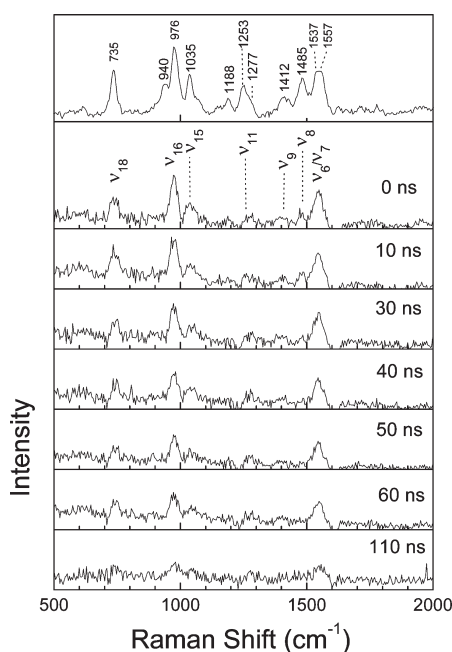 735
940
976
1035
1188
1253
1277
1412
1485
1537
1557
ν18
ν16
ν15
ν11
ν9
ν8
ν6/ν7
0 ns
10 ns
30 ns
40 ns
50 ns
60 ns
110 ns
Intensity
500 1000 1500 2000
Raman Shift (cm-1)